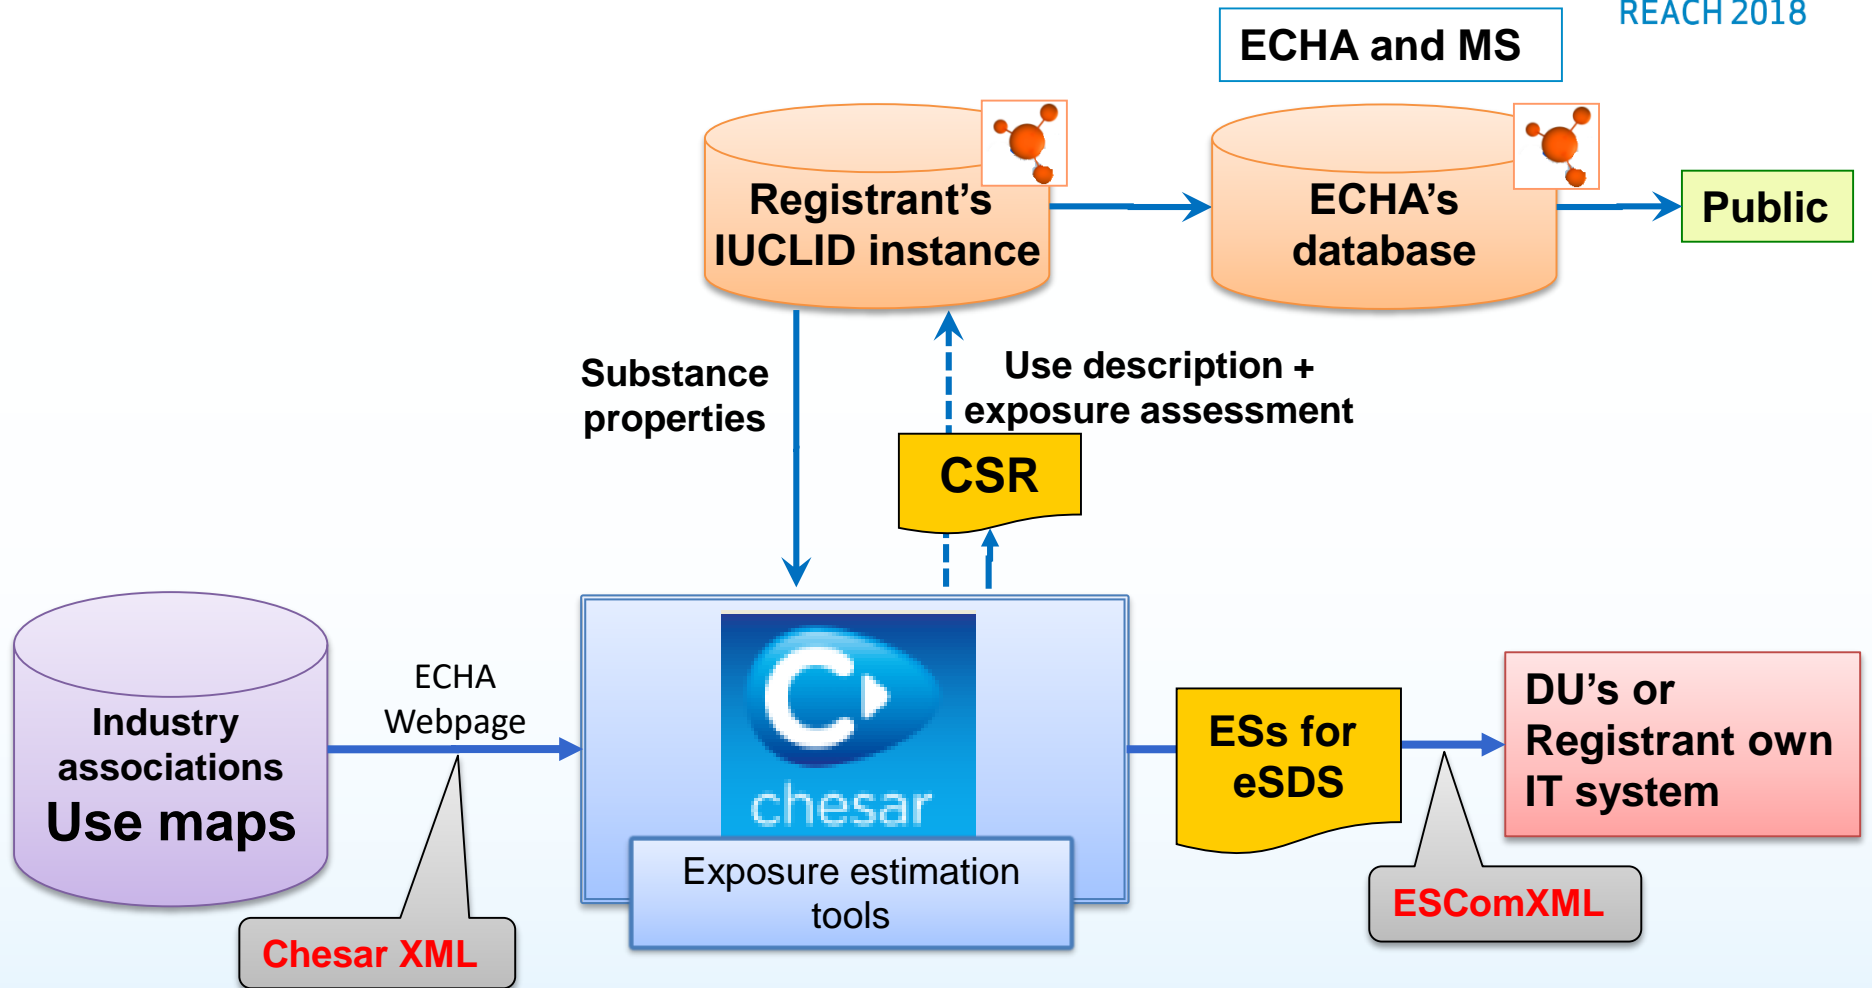 REACH 2018
ECHA and MS
Registrant's
IUCLID instance
ECHA's
database
Public
Substance
properties
Use description +
exposure assessment
CSR
Industry
associations
Use maps
ECHA
Webpage
C
chesar
Exposure estimation
tools
ESs for
eSDS
DU's or
Registrant own
IT system
Chesar XML
ESComXML